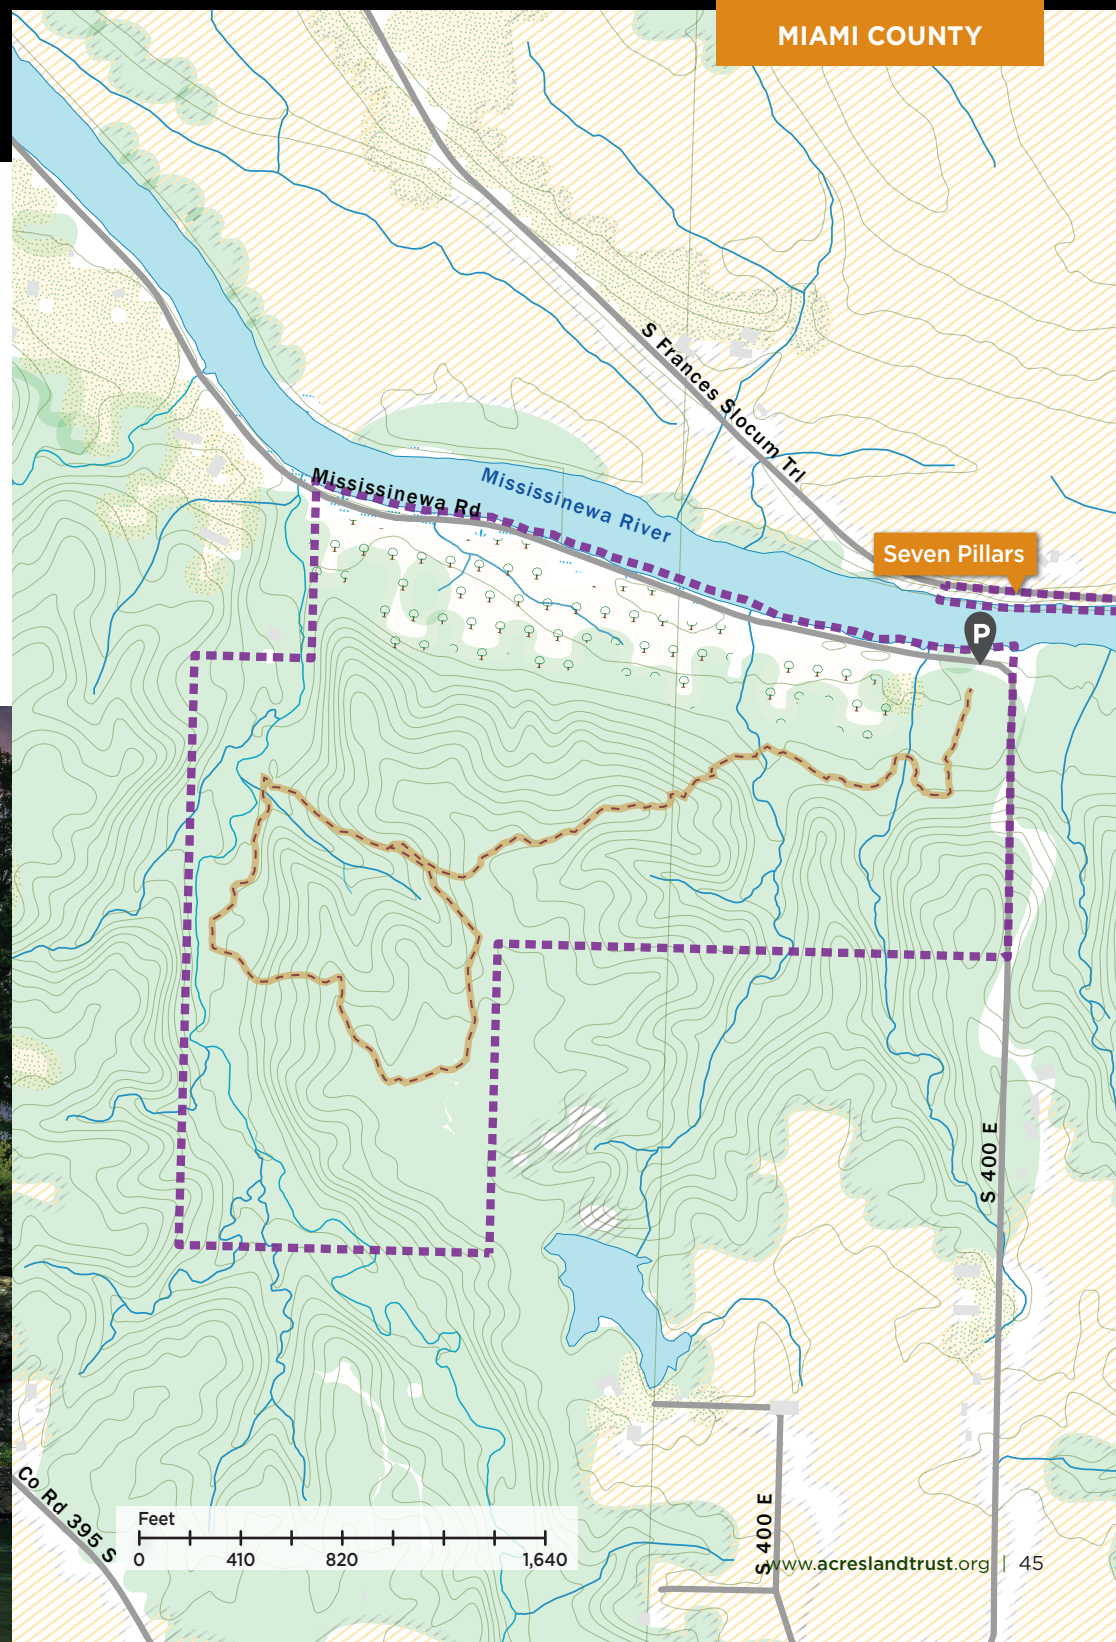 MIAMI COUNTY
S Frances Slocum Trl
Mississinewa Rd
Mississinewa River
Seven Pillars
P
S 400 E
Co Rd 395 S
Feet
0 410 820 1,640
S 400 E
www.acreslandtrust.org | 45